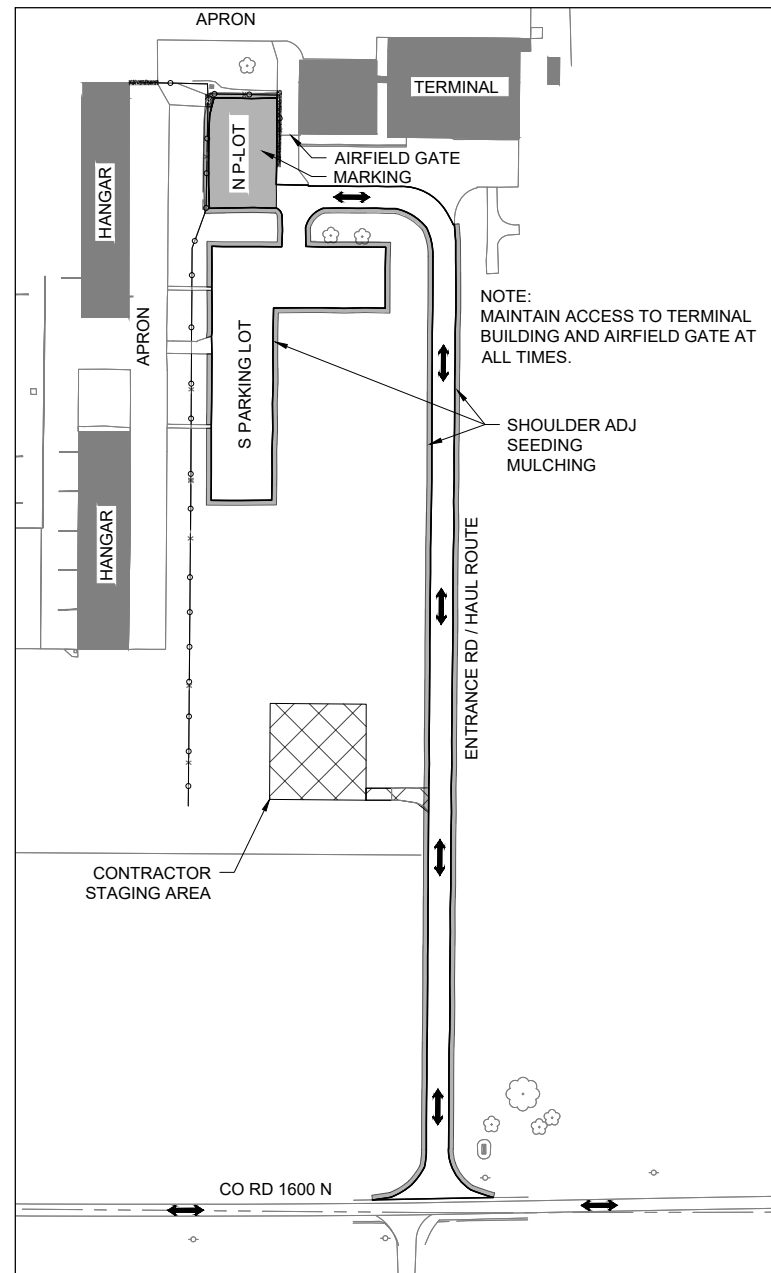 APRON
TERMINAL
N P-LOT
AIRFIELD GATE
MARKING
HANGAR
APRON
S PARKING LOT
NOTE:
MAINTAIN ACCESS TO TERMINAL
BUILDING AND AIRFIELD GATE AT
ALL TIMES.
SHOULDER ADJ
SEEDING
MULCHING
HANGAR
ENTRANCE RD / HAUL ROUTE
CONTRACTOR
STAGING AREA
CO RD 1600 N